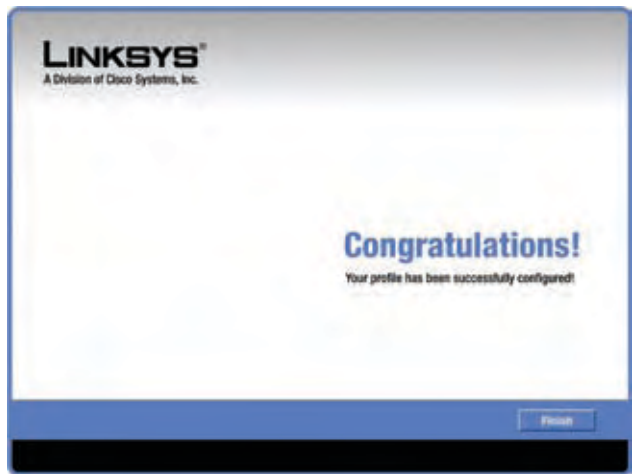 LINKSYS®
A Division of Cisco Systems, Inc.
Congratulations!
Your profile has been successfully configured!
Finish